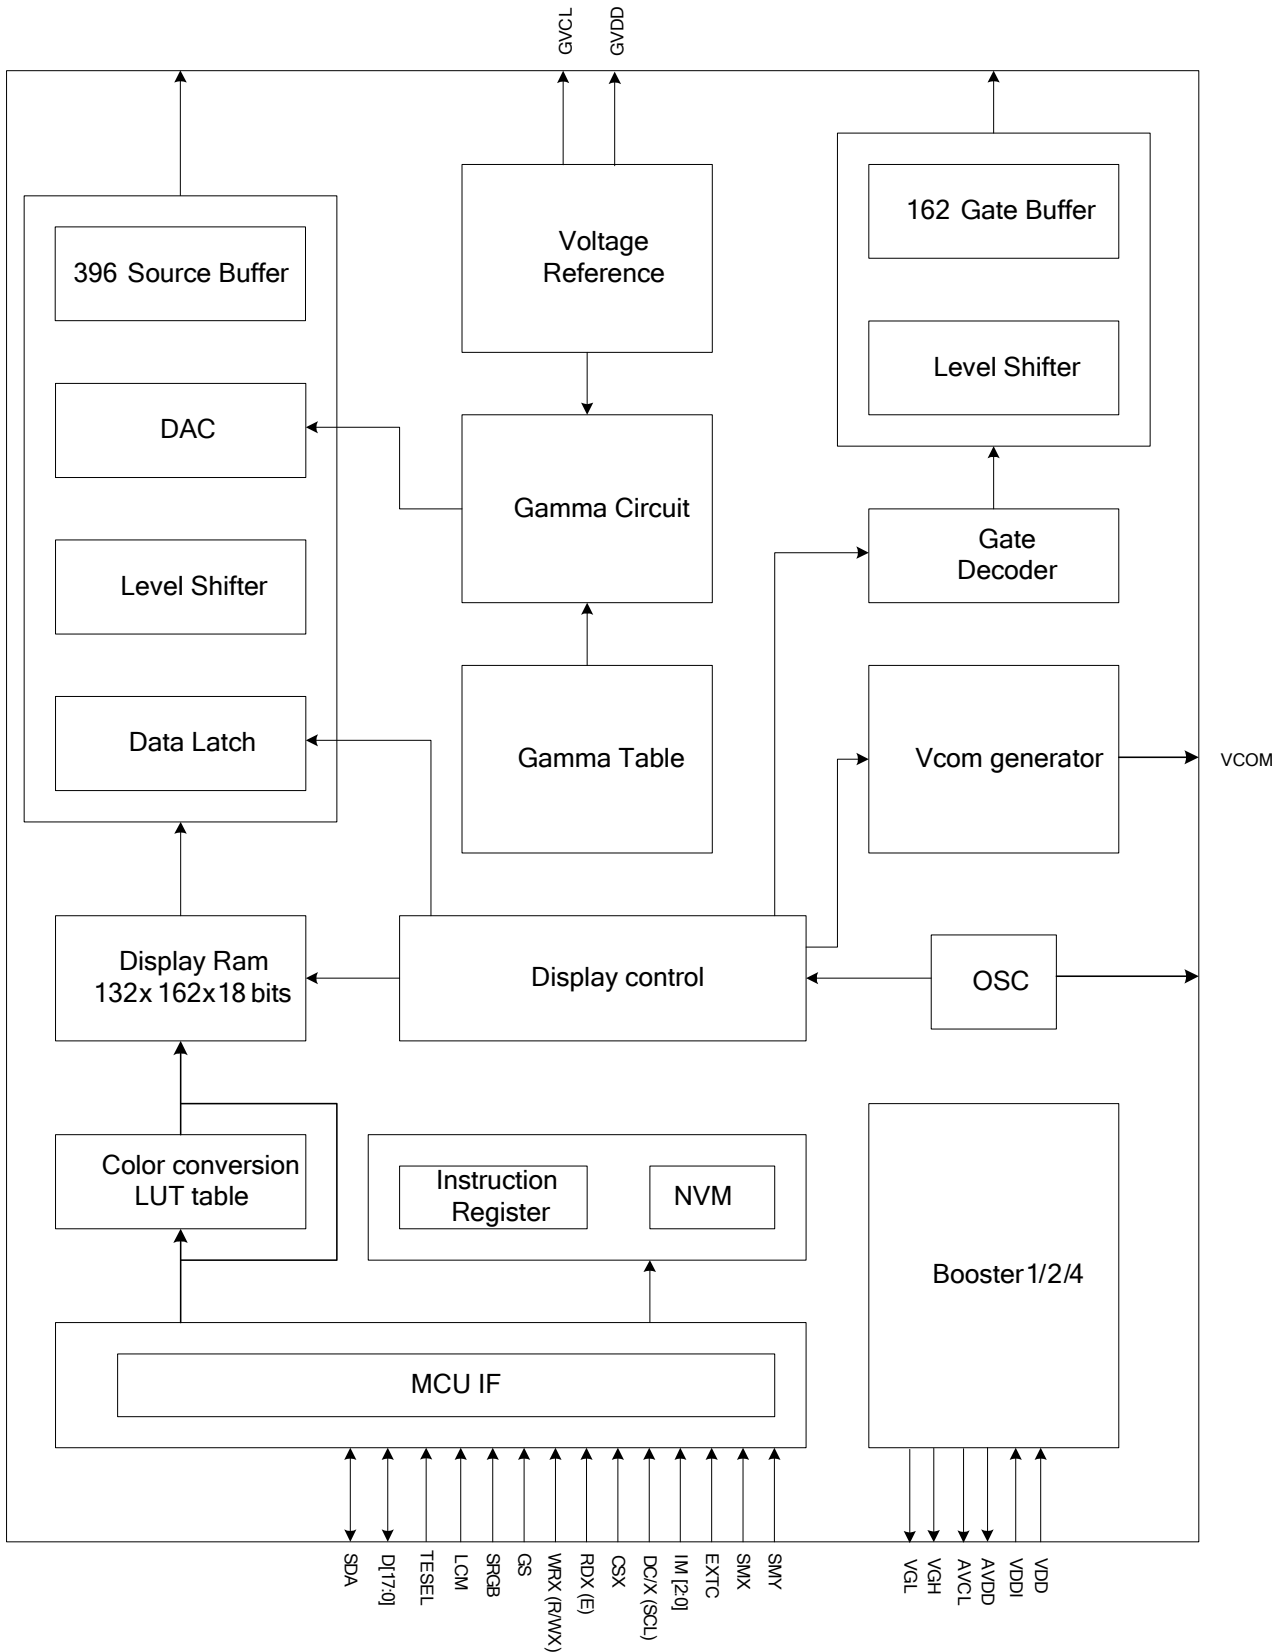 GVCL
GVDD
396 Source Buffer
Voltage
Reference
162 Gate Buffer
Level Shifter
DAC
Gamma Circuit
Gate
Decoder
Level Shifter
Data Latch
Gamma Table
Vcom generator
VCOM
Display Ram
132x 162x18 bits
Display control
OSC
Color conversion
LUT table
Instruction
Register
NVM
Booster1/2/4
MCU IF
SDA
D[17:0]
TESEL
LCM
SRGB
GS
WRX (R/WX)
RDX (E)
CSX
DC/X (SCL)
IM [2:0]
EXTC
SMX
SMY
VGL
VGH
AVCL
AVDD
VDDI
VDD